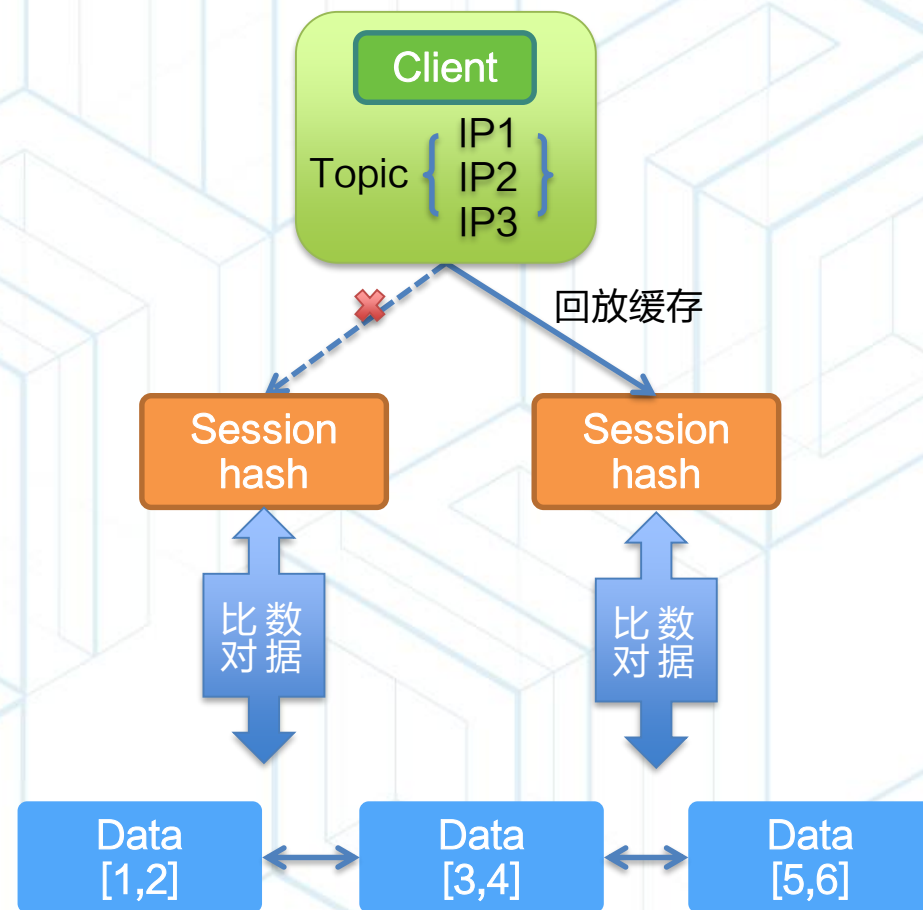 Client
Topic
IP1
IP2
IP3
回放缓存
Session
hash
Session
hash
比 数
对 据
比 数
对 据
Data
[1,2]
Data
[3,4]
Data
[5,6]